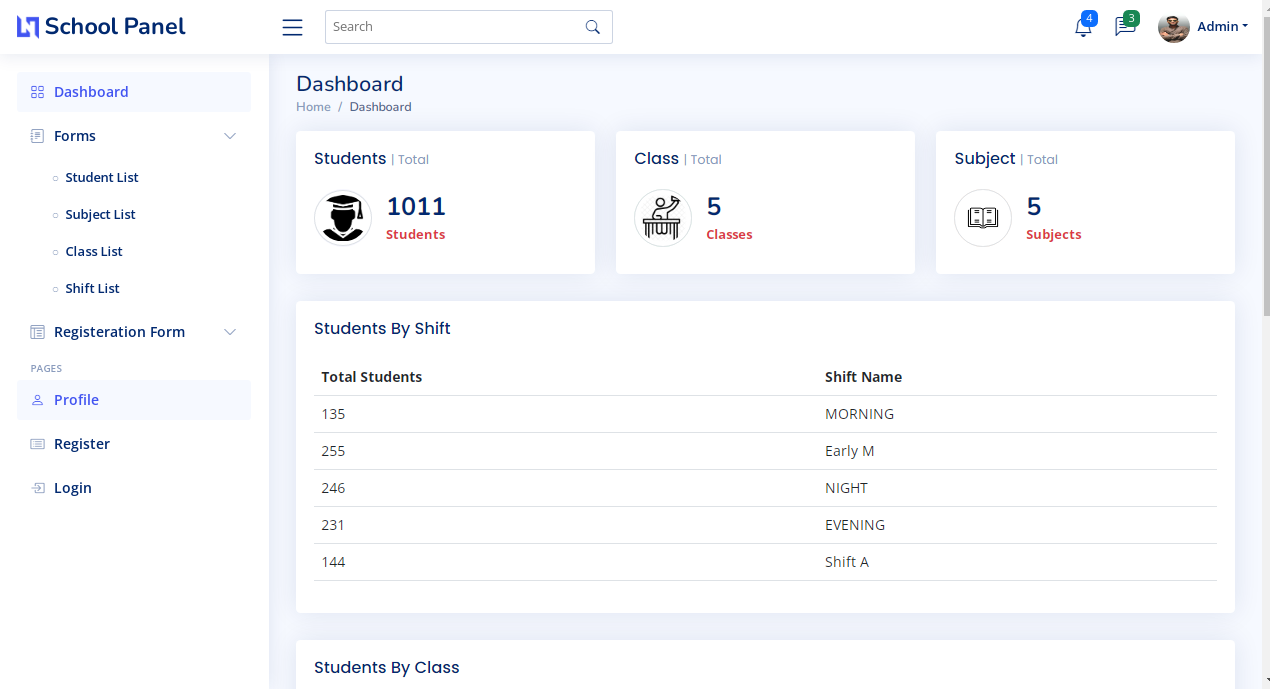 School Panel
Search
4
3
Admin
Dashboard
Forms
Student List
Subject List
Class List
Shift List
Registeration Form
PAGES
Profile
Register
Login
Dashboard
Home / Dashboard
Students | Total
1011
Students
Class | Total
5
Classes
Subject | Total
5
Subjects
Students By Shift
Total Students Shift Name
135 MORNING
255 Early M
246 NIGHT
231 EVENING
144 Shift A
Students By Class